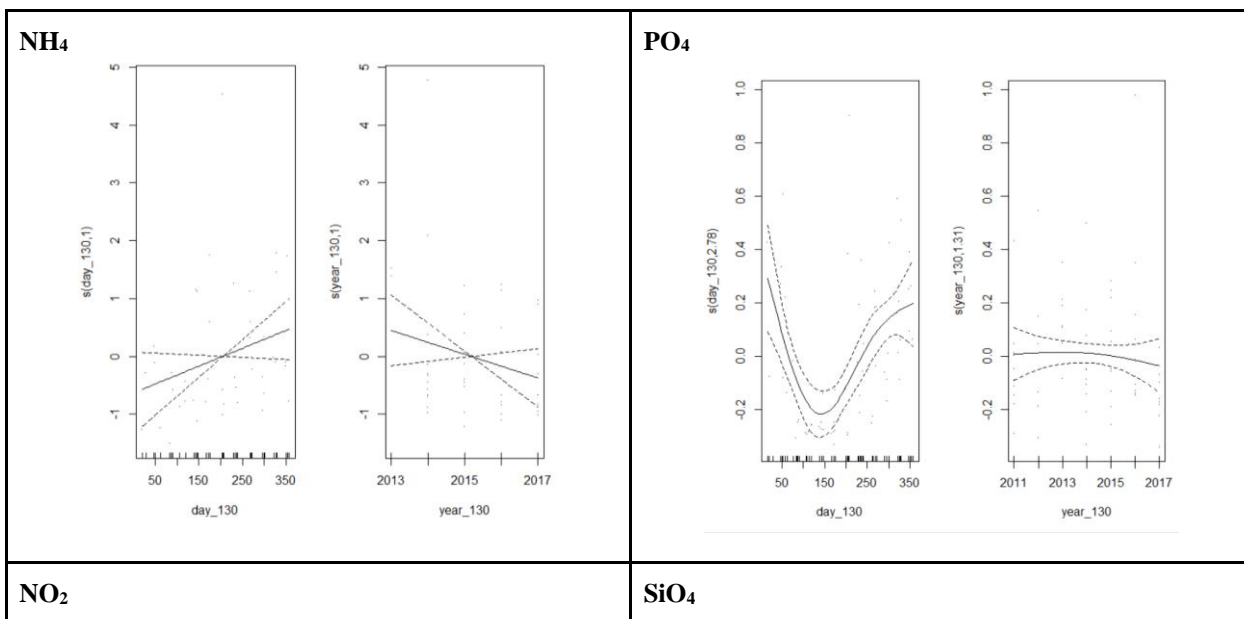 NH₄
5
4
3
2
1
0
-1
s(day_130,1)
50 150 250 350
day_130
5
4
3
2
1
0
-1
s(year_130,1)
2013 2015 2017
year_130
PO₄
1.0
0.8
0.6
0.4
0.2
0.0
-0.2
s(day_130,2.78)
50 150 250 350
day_130
1.0
0.8
0.6
0.4
0.2
0.0
-0.2
s(year_130,1.31)
2011 2013 2015 2017
year_130
NO₂
SiO₄